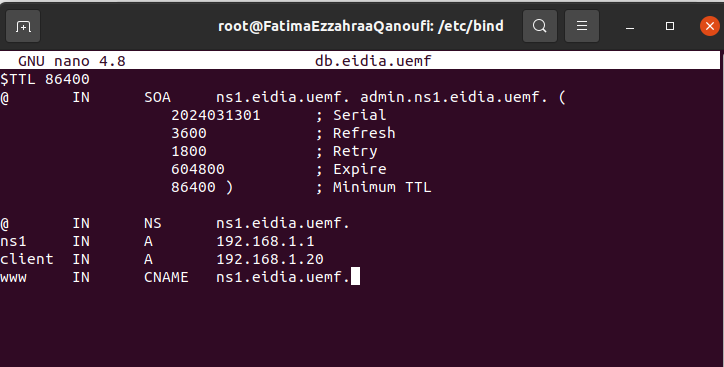 root@FatimaEzzahraaQanoufi: /etc/bind
GNU nano 4.8 db.eidia.uemf
$TTL 86400
@ IN SOA ns1.eidia.uemf. admin.ns1.eidia.uemf. (
2024031301 ; Serial
3600 ; Refresh
1800 ; Retry
604800 ; Expire
86400 ) ; Minimum TTL
@ IN NS ns1.eidia.uemf.
ns1 IN A 192.168.1.1
client IN A 192.168.1.20
www IN CNAME ns1.eidia.uemf.